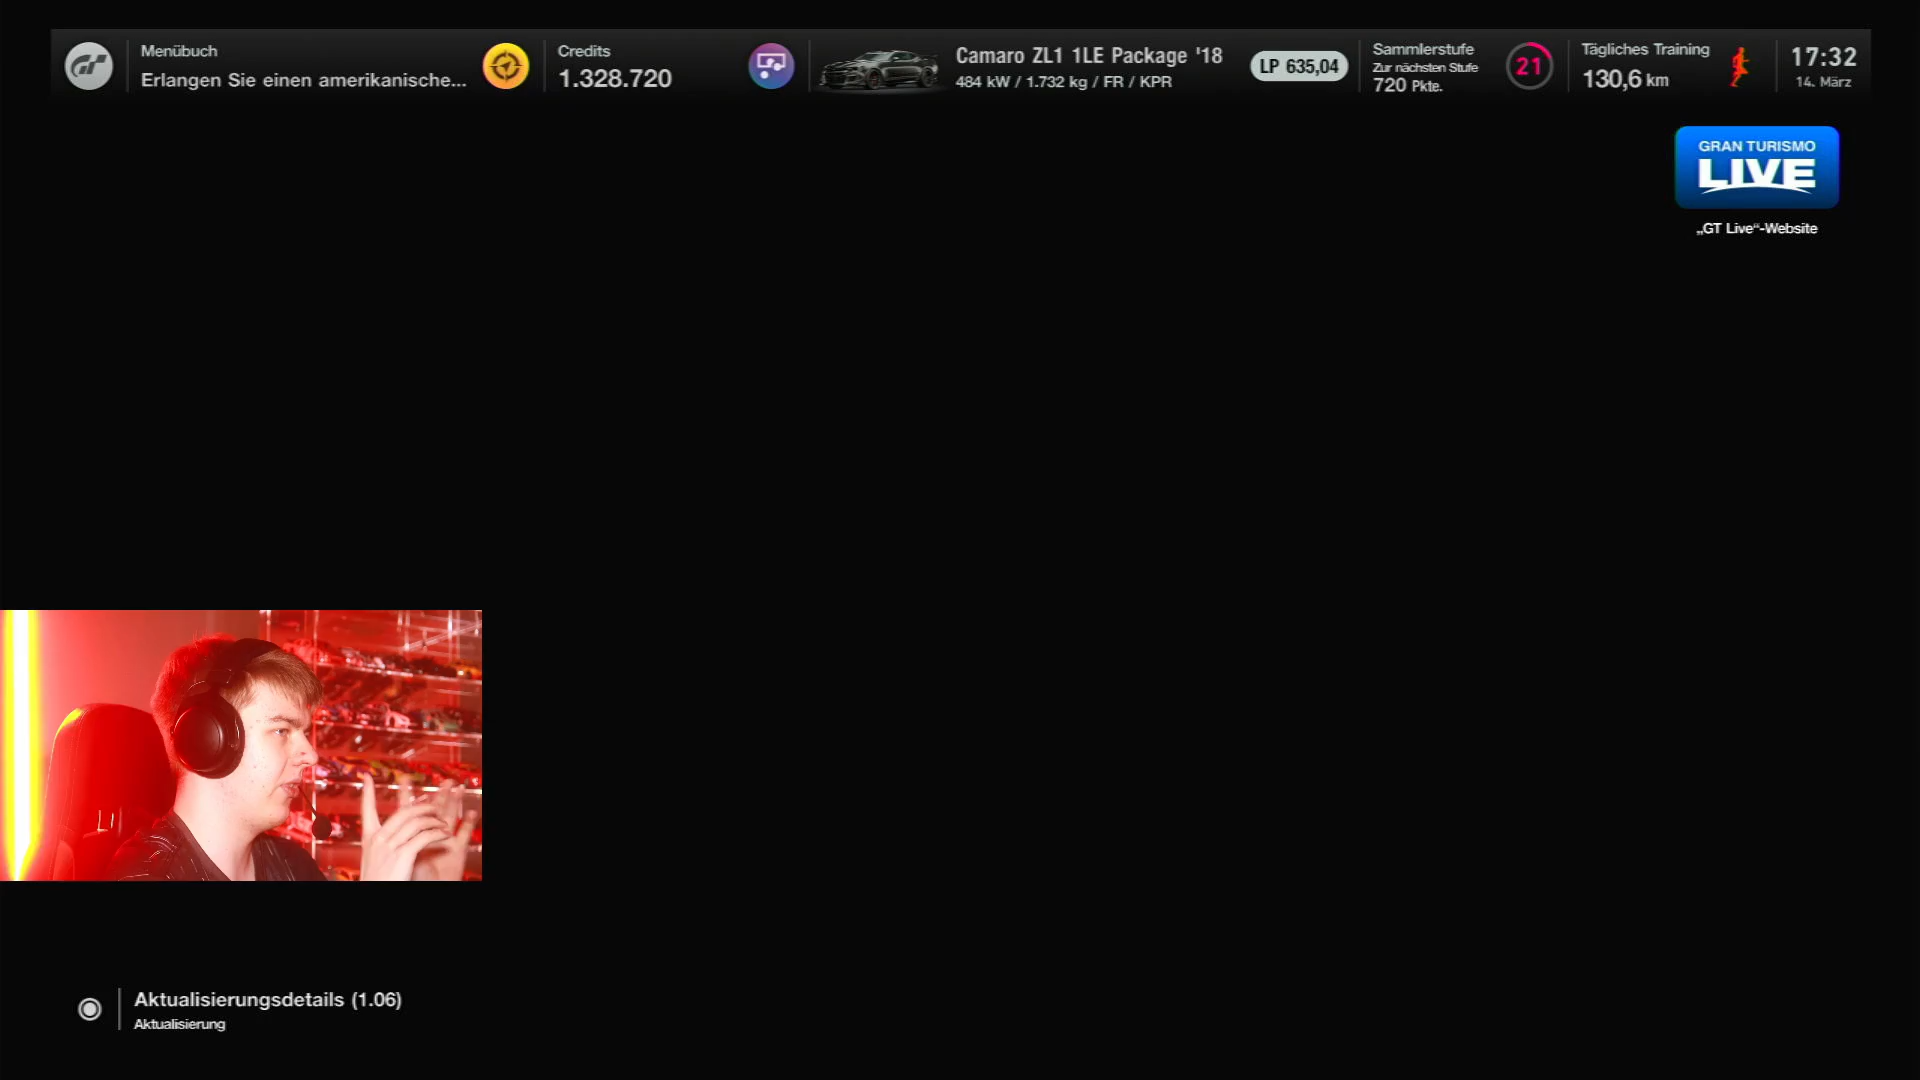 Menübuch
Erlangen Sie einen amerikanische...
Credits
1.328.720
Camaro ZL1 1LE Package '18
484 kW / 1.732 kg / FR / KPR
LP 635,04
Sammlerstufe
Zur nächsten Stufe
720 Pkte.
21
Tägliches Training
130,6 km
17:32
14. März
GRAN TURISMO
LIVE
„GT Live“-Website
Aktualisierungsdetails (1.06)
Aktualisierung